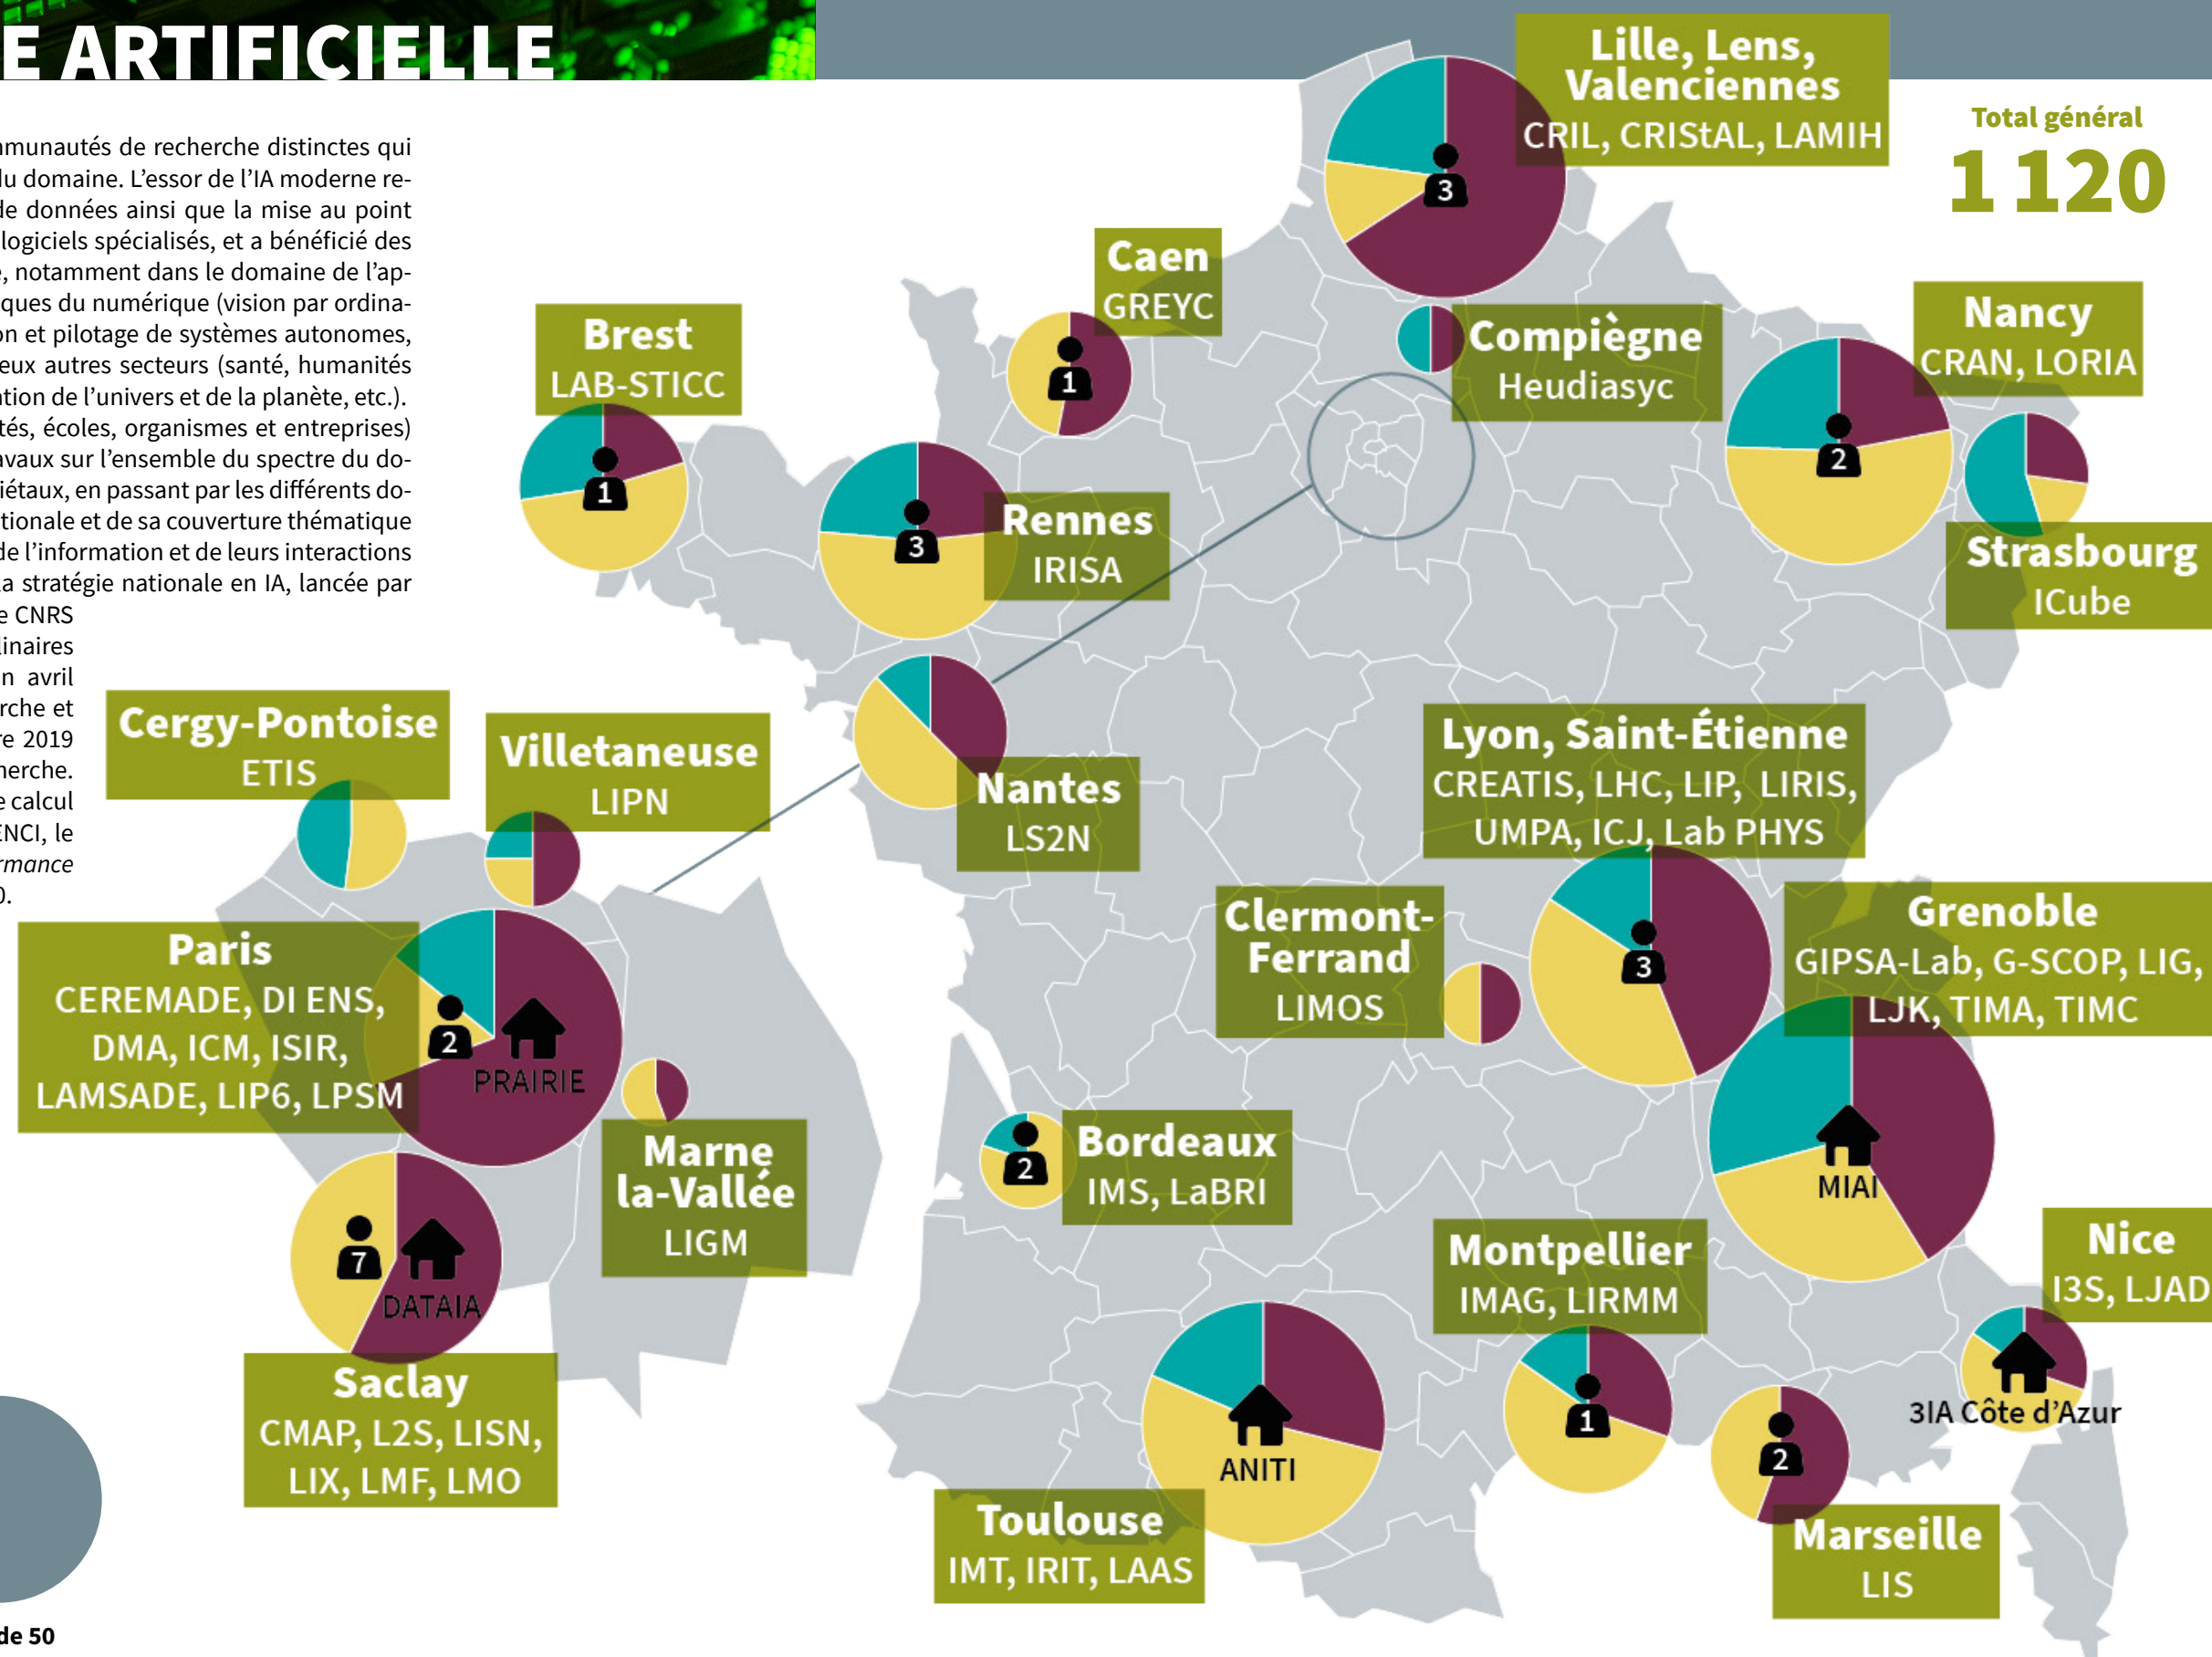 E ARTIFICIELLE
mmunautés de recherche distinctes qui
du domaine. L'essor de l'IA moderne re-
de données ainsi que la mise au point
logiciels spécialisés, et a bénéficié des
e, notamment dans le domaine de l'ap-
iques du numérique (vision par ordina-
on et pilotage de systèmes autonomes,
eux autres secteurs (santé, humanités
ation de l'univers et de la planète, etc.).
ités, écoles, organismes et entreprises)
avaux sur l'ensemble du spectre du do-
iétaux, en passant par les différents do-
tionale et de sa couverture thématique
de l'information et de leurs interactions
la stratégie nationale en IA, lancée par
e CNRS
linaires
n avril
rche et
re 2019
herche.
e calcul
ENCI, le
rmance
0.
de 50
Total général
1 120
Lille, Lens,
Valenciennes
CRIL, CRIStAL, LAMIH
3
Caen
GREYC
1
Compiègne
Heudiasyc
Nancy
CRAN, LORIA
2
Brest
LAB-STICC
1
Rennes
IRISA
3
Strasbourg
ICube
Nantes
LS2N
Cergy-Pontoise
ETIS
Villetaneuse
LIPN
Paris
CEREMADE, DI ENS,
DMA, ICM, ISIR,
LAMSADE, LIP6, LPSM
2
PRAIRIE
Marne
la-Vallée
LIGM
7
DATAIA
Saclay
CMAP, L2S, LISN,
LIX, LMF, LMO
Lyon, Saint-Étienne
CREATIS, LHC, LIP, LIRIS,
UMPA, ICJ, Lab PHYS
3
Clermont-
Ferrand
LIMOS
Grenoble
GIPSA-Lab, G-SCOP, LIG,
LJK, TIMA, TIMC
MIAI
Bordeaux
IMS, LaBRI
2
Montpellier
IMAG, LIRMM
1
Nice
I3S, LJAD
3IA Côte d'Azur
ANITI
Toulouse
IMT, IRIT, LAAS
2
Marseille
LIS